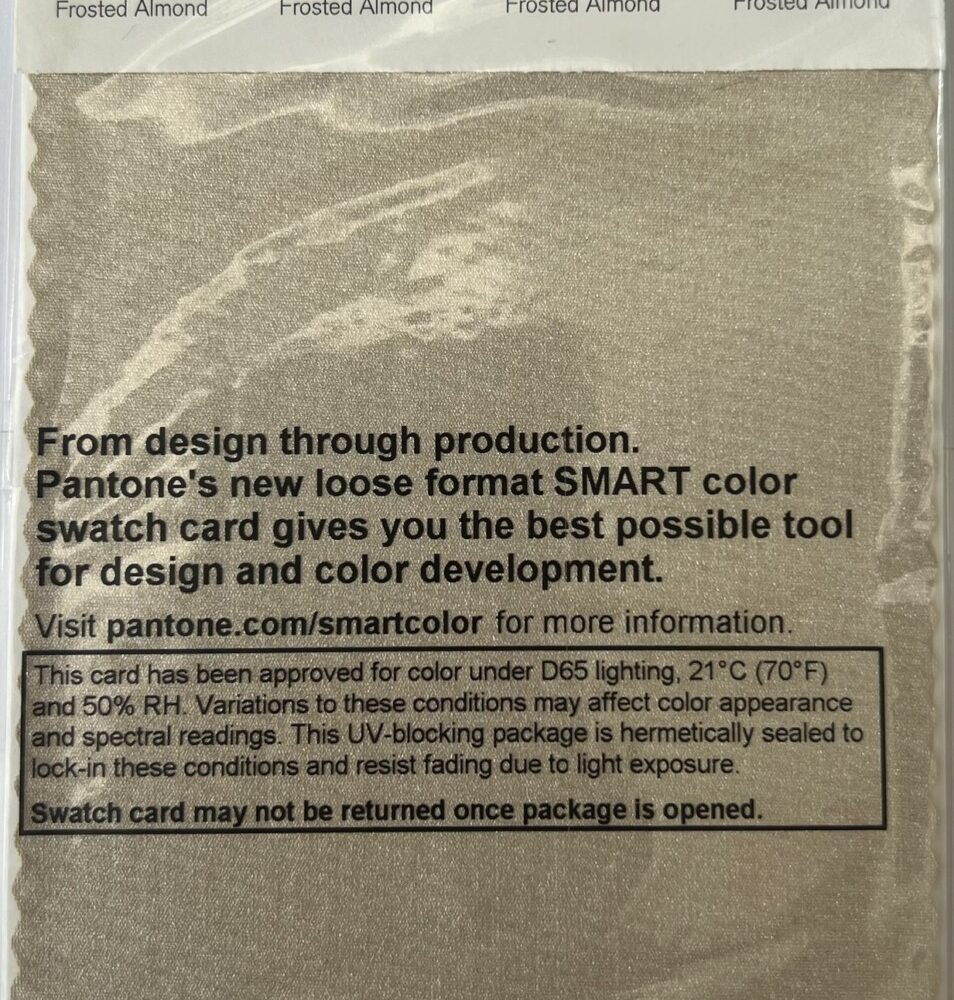 Frosted Almond Frosted Almond Frosted Almond Frosted Almond
From design through production.
Pantone's new loose format SMART color
swatch card gives you the best possible tool
for design and color development.
Visit pantone.com/smartcolor for more information.
This card has been approved for color under D65 lighting, 21°C (70°F)
and 50% RH. Variations to these conditions may affect color appearance
and spectral readings. This UV-blocking package is hermetically sealed to
lock-in these conditions and resist fading due to light exposure.
Swatch card may not be returned once package is opened.